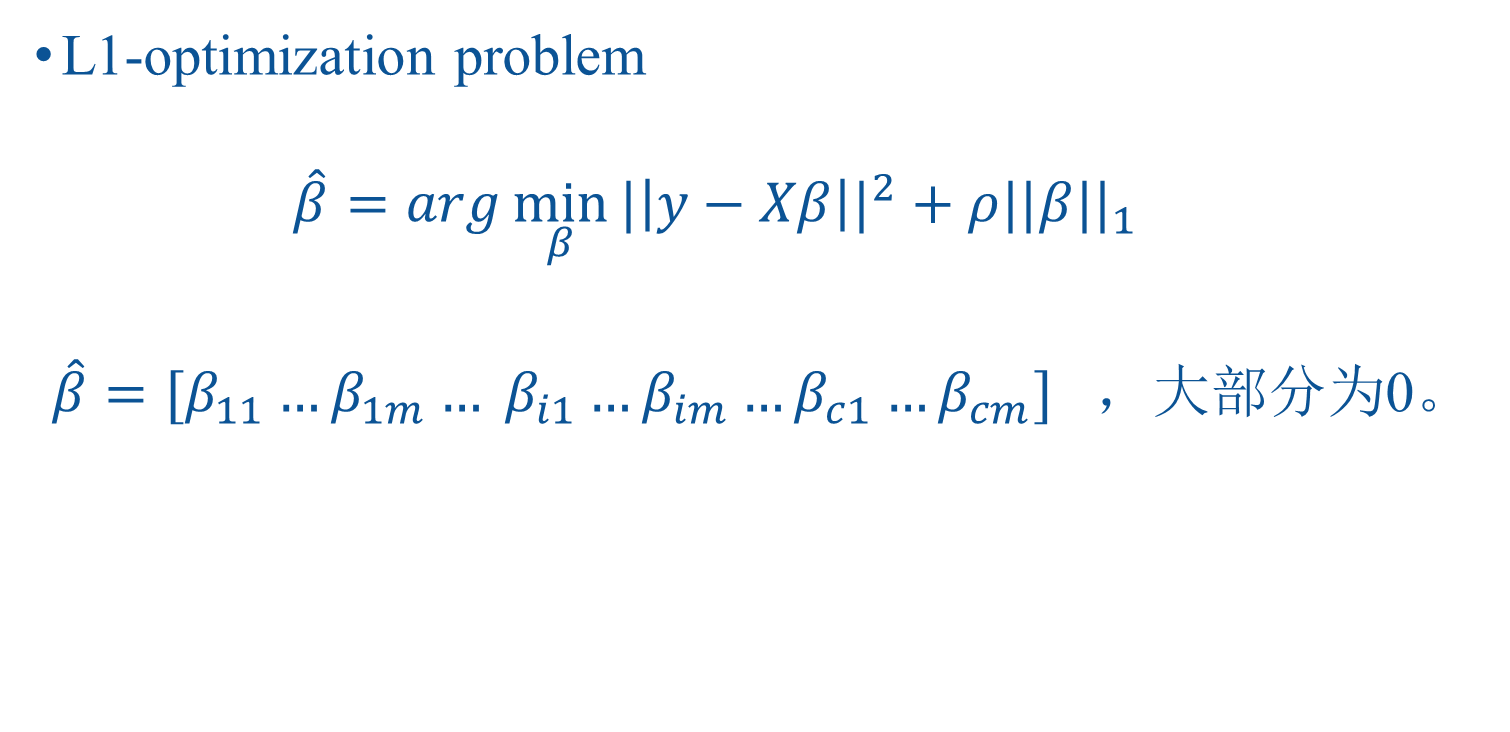 •L1-optimization problem
β̂ = arg min_β ||y − Xβ||² + ρ||β||₁
β̂ = [β₁₁ … β₁ₘ … βᵢ₁ … βᵢₘ … β_c1 … β_cm] ，大部分为0。